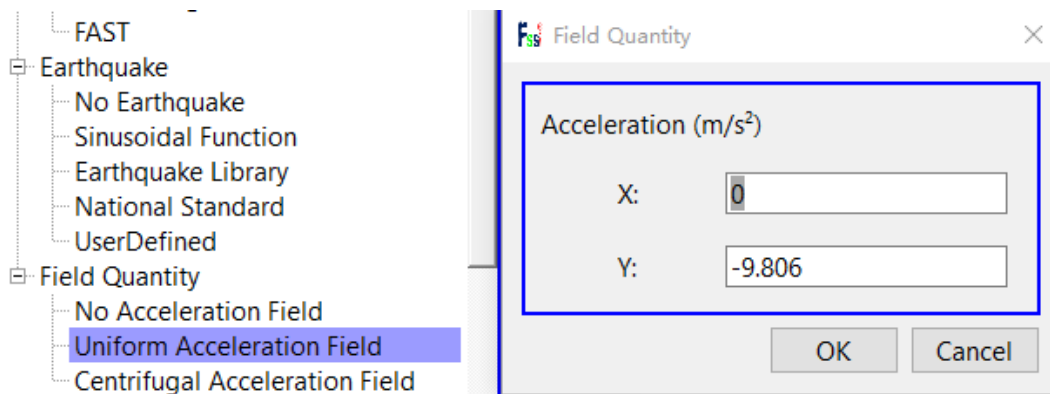 FAST
Earthquake
No Earthquake
Sinusoidal Function
Earthquake Library
National Standard
UserDefined
Field Quantity
No Acceleration Field
Uniform Acceleration Field
Centrifugal Acceleration Field
Fssi Field Quantity
Acceleration (m/s²)
X: 0
Y: -9.806
OK Cancel